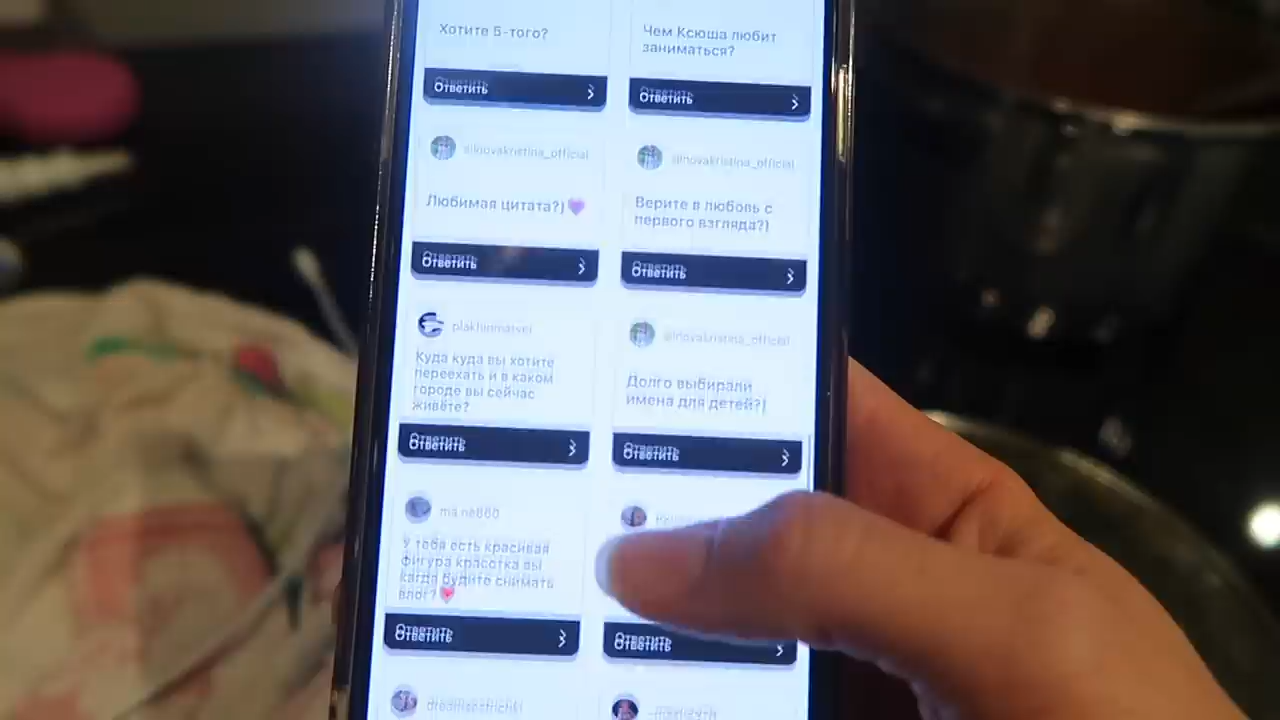 Хотите 5-того?
Ответить
Чем Ксюша любит
заниматься?
Ответить
Любимая цитата?)💜
Ответить
Верите в любовь с
первого взгляда?)
Ответить
Куда куда вы хотите
переехать и в каком
городе вы сейчас
живёте?
Ответить
Долго выбирали
имена для детей?)
Ответить
У тебя есть красивая
фигура красотка вы
кагда будите снимать
влог?💗
Ответить
Ответить